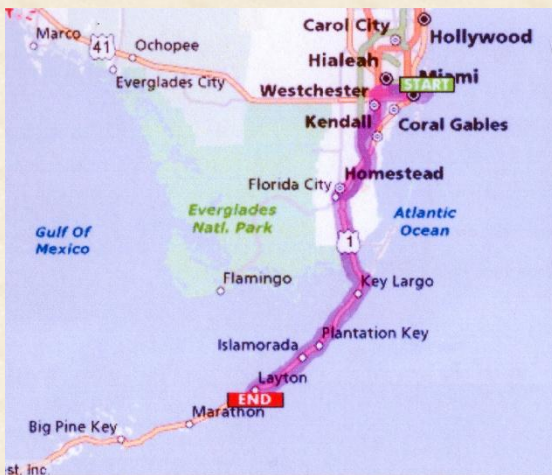 Carol City
Hollywood
Marco
41
Ochopee
Hialeah
Miami
START
Everglades City
Westchester
Kendall
Coral Gables
Homestead
Florida City
Everglades
Natl. Park
Atlantic
Ocean
Gulf Of
Mexico
1
Flamingo
Key Largo
Plantation Key
Islamorada
Layton
END
Marathon
Big Pine Key
st, Inc.